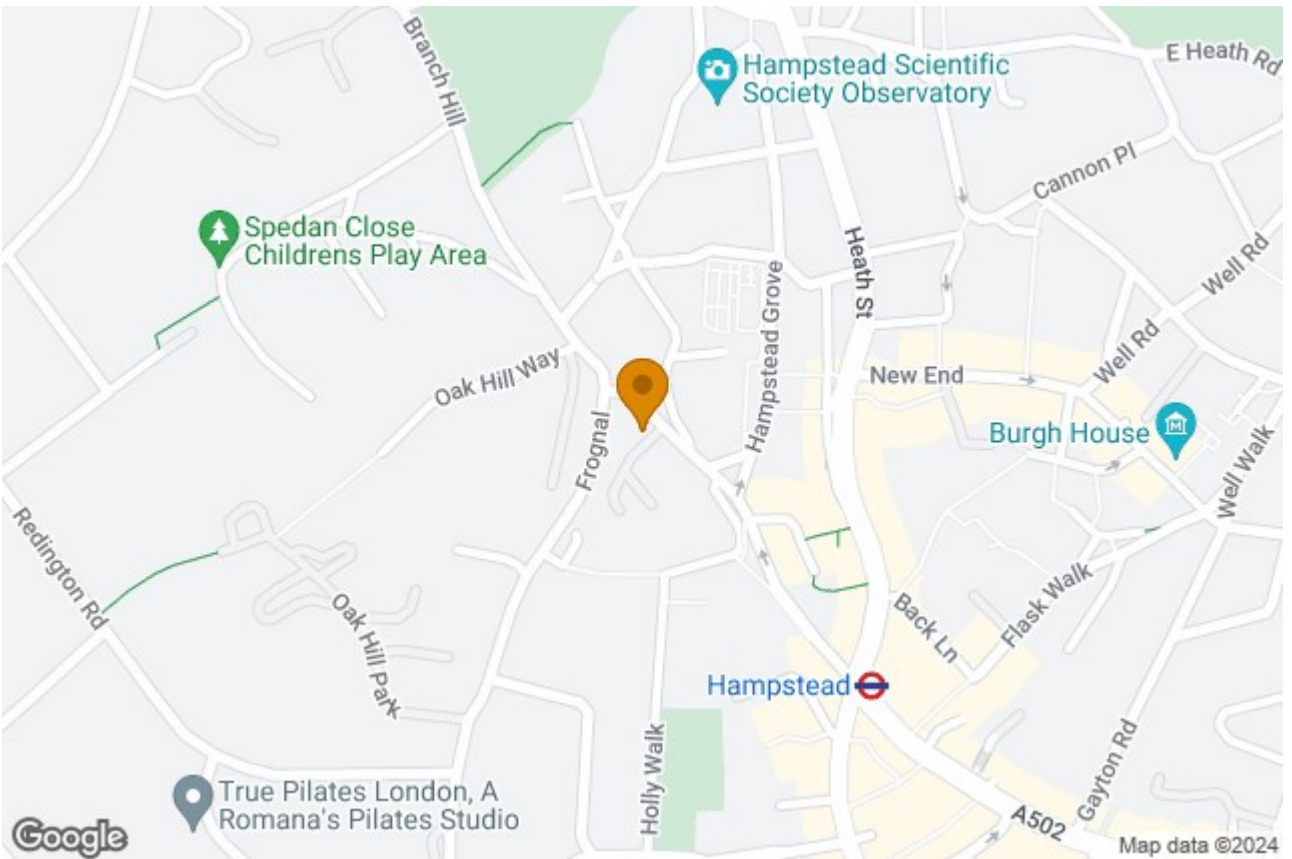 Branch Hill
Hampstead Scientific
Society Observatory
E Heath Rd
Cannon Pl
Spedan Close
Childrens Play Area
Heath St
Well Rd
Hampstead Grove
Well Rd
Oak Hill Way
New End
Frognal
Burgh House
Well Walk
Redington Rd
Oak Hill Park
Back Ln
Flask Walk
Hampstead
Holly Walk
Gayton Rd
True Pilates London, A
Romana's Pilates Studio
A502
Google
Map data ©2024